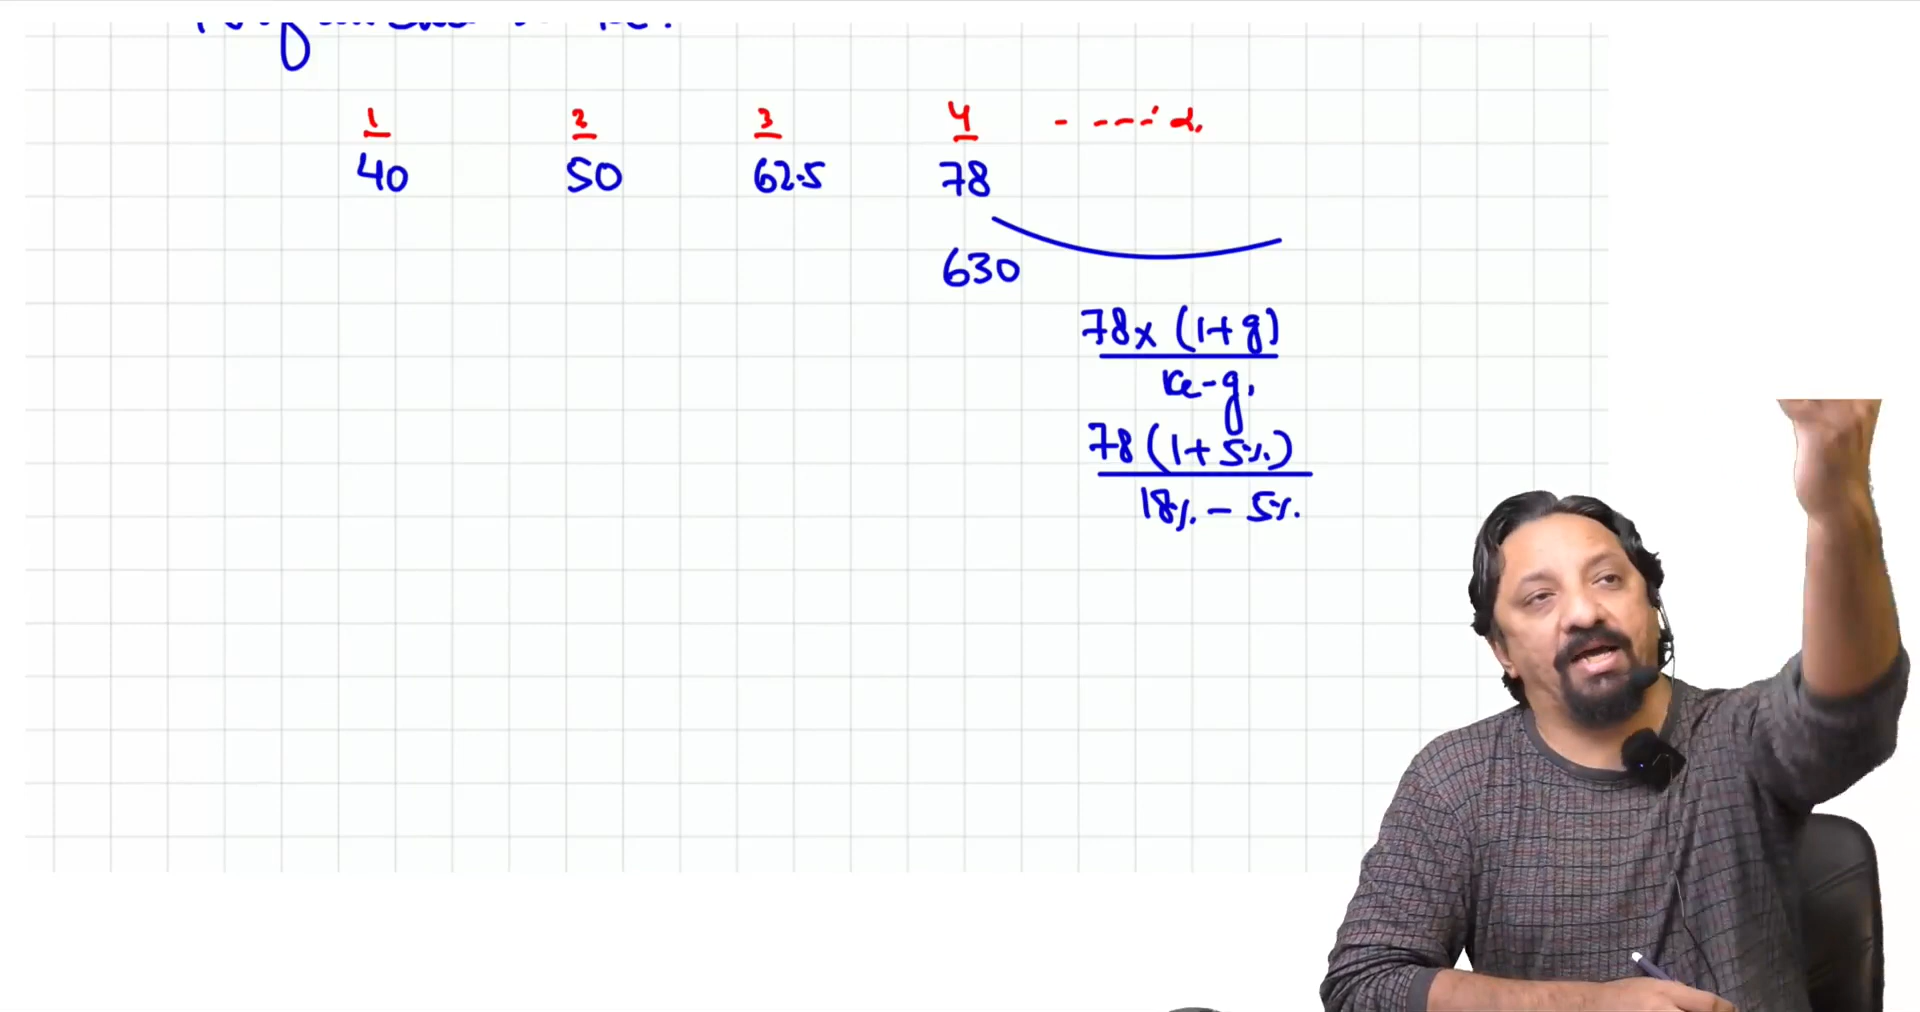 1 2 3 4 - - - - ∝.
40 50 62.5 78
630
78 x (1+g)
ke - g.
78 (1 + 5%)
18% - 5%